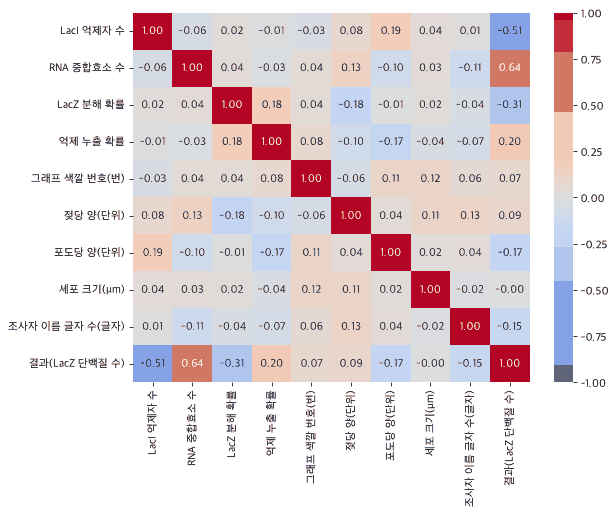 LacI 억제자 수 1.00 -0.06 0.02 -0.01 -0.03 0.08 0.19 0.04 0.01 -0.51
RNA 중합효소 수 -0.06 1.00 0.04 -0.03 0.04 0.13 -0.10 0.03 -0.11 0.64
LacZ 분해 확률 0.02 0.04 1.00 0.18 0.04 -0.18 -0.01 0.02 -0.04 -0.31
억제 누출 확률 -0.01 -0.03 0.18 1.00 0.08 -0.10 -0.17 -0.04 -0.07 0.20
그래프 색깔 번호(번) -0.03 0.04 0.04 0.08 1.00 -0.06 0.11 0.12 0.06 0.07
젖당 양(단위) 0.08 0.13 -0.18 -0.10 -0.06 1.00 0.04 0.11 0.13 0.09
포도당 양(단위) 0.19 -0.10 -0.01 -0.17 0.11 0.04 1.00 0.02 0.04 -0.17
세포 크기(μm) 0.04 0.03 0.02 -0.04 0.12 0.11 0.02 1.00 -0.02 -0.00
조사자 이름 글자 수(글자) 0.01 -0.11 -0.04 -0.07 0.06 0.13 0.04 -0.02 1.00 -0.15
결과(LacZ 단백질 수) -0.51 0.64 -0.31 0.20 0.07 0.09 -0.17 -0.00 -0.15 1.00
LacI 억제자 수
RNA 중합효소 수
LacZ 분해 확률
억제 누출 확률
그래프 색깔 번호(번)
젖당 양(단위)
포도당 양(단위)
세포 크기(μm)
조사자 이름 글자 수(글자)
결과(LacZ 단백질 수)
1.00
0.75
0.50
0.25
0.00
-0.25
-0.50
-0.75
-1.00